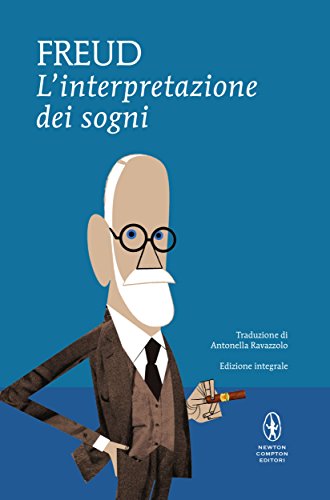 FREUD
L’interpretazione
dei sogni
Traduzione di
Antonella Ravazzolo
Edizione integrale
NEWTON
COMPTON
EDITORI